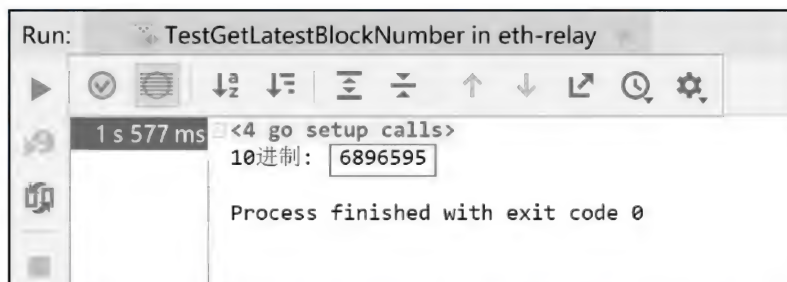 Run: TestGetLatestBlockNumber in eth-relay
1 s 577 ms <4 go setup calls>
10进制: 6896595
Process finished with exit code 0